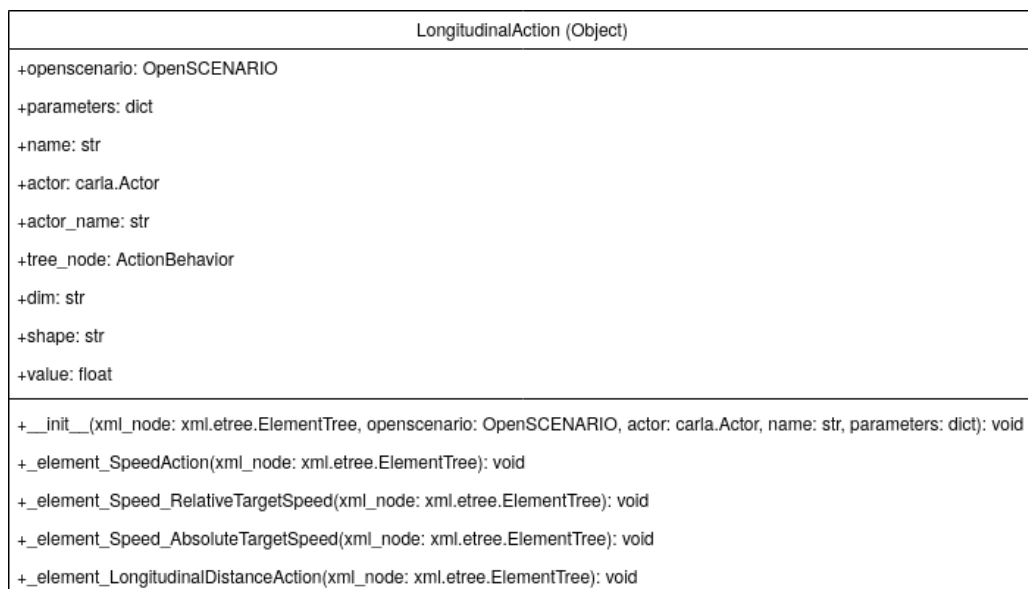 LongitudinalAction (Object)
+openscenario: OpenSCENARIO
+parameters: dict
+name: str
+actor: carla.Actor
+actor_name: str
+tree_node: ActionBehavior
+dim: str
+shape: str
+value: float
+__init__(xml_node: xml.etree.ElementTree, openscenario: OpenSCENARIO, actor: carla.Actor, name: str, parameters: dict): void
+_element_SpeedAction(xml_node: xml.etree.ElementTree): void
+_element_Speed_RelativeTargetSpeed(xml_node: xml.etree.ElementTree): void
+_element_Speed_AbsoluteTargetSpeed(xml_node: xml.etree.ElementTree): void
+_element_LongitudinalDistanceAction(xml_node: xml.etree.ElementTree): void